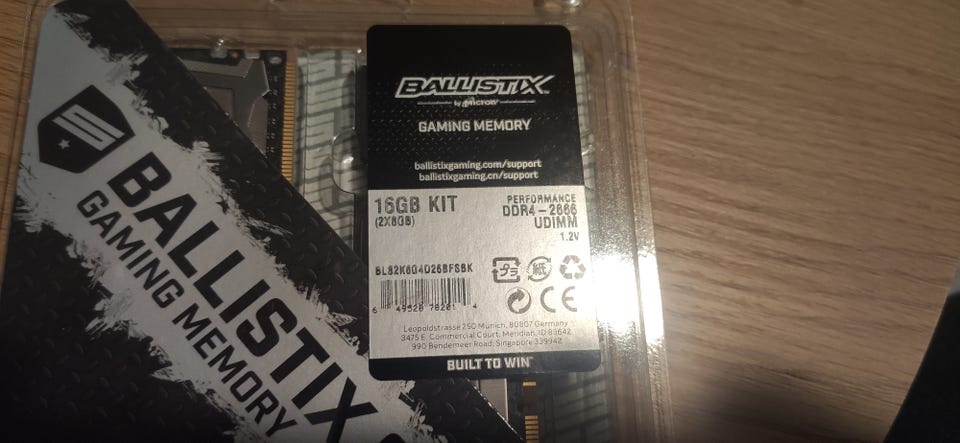 BALLISTIX
GAMING MEMORY
BALLISTIX
by micron
GAMING MEMORY
ballistixgaming.com/support
ballistixgaming.cn/support
16GB KIT
(2X8GB)
PERFORMANCE
DDR4-2666
UDIMM
1.2V
紙
CE
Leopoldstrasse 250 Munich, 80807 Germany
3475 E. Commercial Court, Meridian, ID 83642
990 Bendemeer Road, Singapore 339942
BUILT TO WIN